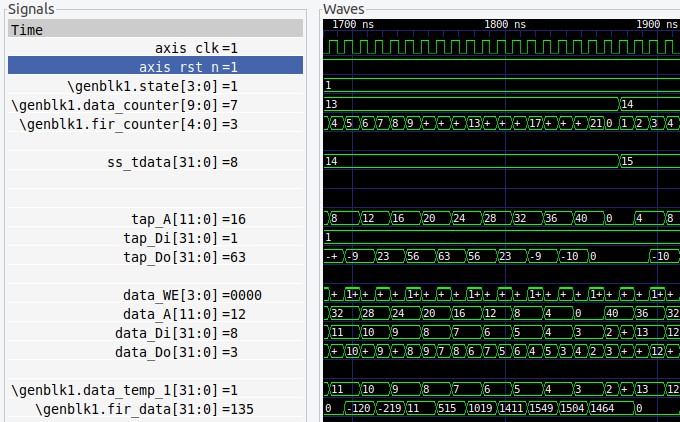 Signals
Waves
Time
1700 ns 1800 ns 1900 ns
axis_clk=1
axis_rst_n=1
\genblk1.state[3:0]=1 1
\genblk1.data_counter[9:0]=7 13 14
\genblk1.fir_counter[4:0]=3 4 5 6 7 8 9 + + + 13 + + + 17 + + + 21 0 1 2 3 4
ss_tdata[31:0]=8 14 15
tap_A[11:0]=16 8 12 16 20 24 28 32 36 40 0 4 8
tap_Di[31:0]=1 1
tap_Do[31:0]=63 -+ -9 23 56 63 56 23 -9 -10 0 -10
data_WE[3:0]=0000 + 1+ + + + 1+ + + + 1+ + + + 1+ + + + 1+ + + + 1+ +
data_A[11:0]=12 32 28 24 20 16 12 8 4 0 40 36 32
data_Di[31:0]=8 11 10 9 8 7 6 5 4 3 2 + 13 12
data_Do[31:0]=3 + 10 + 9 + 8 9 7 8 6 7 5 6 4 5 3 4 2 3 + + 12 +
\genblk1.data_temp_1[31:0]=1 11 10 9 8 7 6 5 4 3 2 + 13 12
\genblk1.fir_data[31:0]=135 0 -120 -219 11 515 1019 1411 1549 1504 1464 0